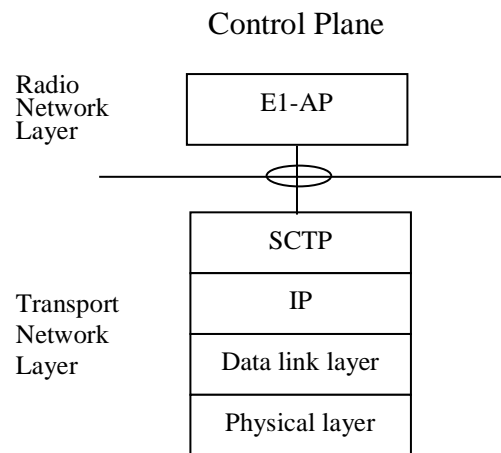 Control Plane
Radio
Network
Layer
E1-AP
SCTP
IP
Transport
Network
Layer
Data link layer
Physical layer